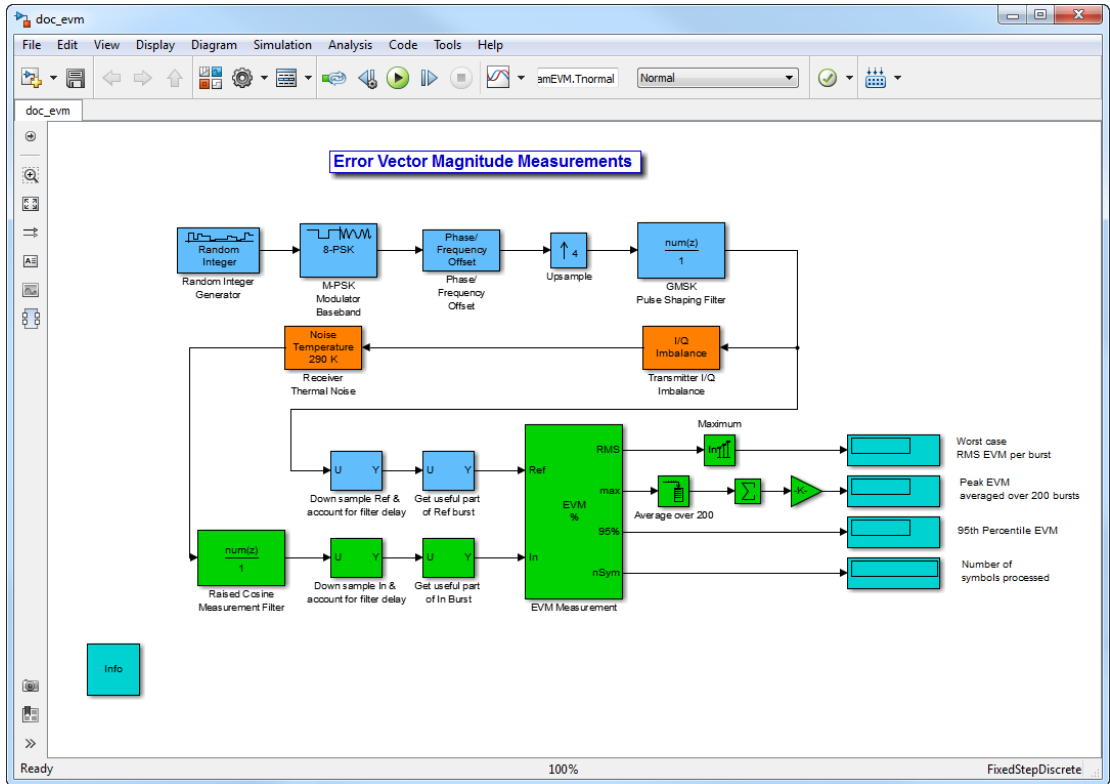 doc_evm
File Edit View Display Diagram Simulation Analysis Code Tools Help
amEVM.Tnormal
Normal
doc_evm
Error Vector Magnitude Measurements
Random
Integer
Random Integer
Generator
8-PSK
M-PSK
Modulator
Baseband
Phase/
Frequency
Offset
Phase/
Frequency
Offset
4
Upsample
num(z)
1
GMSK
Pulse Shaping Filter
Noise
Temperature
290 K
Receiver
Thermal Noise
I/Q
Imbalance
Transmitter I/Q
Imbalance
U Y
Down sample Ref &
account for filter delay
U Y
Get useful part
of Ref burst
num(z)
1
Raised Cosine
Measurement Filter
U Y
Down sample In &
account for filter delay
U Y
Get useful part
of In Burst
Ref
In
EVM
%
RMS
max
95%
nSym
EVM Measurement
Maximum
In
Average over 200
Σ
-K-
Worst case
RMS EVM per burst
Peak EVM
averaged over 200 bursts
95th Percentile EVM
Number of
symbols processed
Info
Ready
100%
FixedStepDiscrete